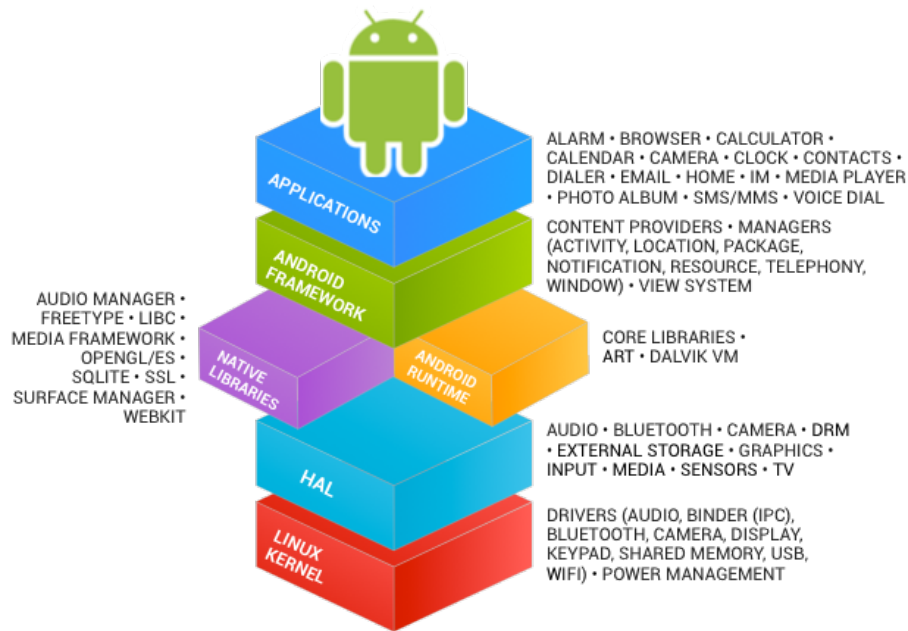 ALARM • BROWSER • CALCULATOR •
CALENDAR • CAMERA • CLOCK • CONTACTS •
DIALER • EMAIL • HOME • IM • MEDIA PLAYER
• PHOTO ALBUM • SMS/MMS • VOICE DIAL
APPLICATIONS
CONTENT PROVIDERS • MANAGERS
(ACTIVITY, LOCATION, PACKAGE,
NOTIFICATION, RESOURCE, TELEPHONY,
WINDOW) • VIEW SYSTEM
ANDROID
FRAMEWORK
AUDIO MANAGER •
FREETYPE • LIBC •
MEDIA FRAMEWORK •
OPENGL/ES •
SQLITE • SSL •
SURFACE MANAGER •
WEBKIT
NATIVE
LIBRARIES
ANDROID
RUNTIME
CORE LIBRARIES •
ART • DALVIK VM
AUDIO • BLUETOOTH • CAMERA • DRM
• EXTERNAL STORAGE • GRAPHICS •
INPUT • MEDIA • SENSORS • TV
HAL
DRIVERS (AUDIO, BINDER (IPC),
BLUETOOTH, CAMERA, DISPLAY,
KEYPAD, SHARED MEMORY, USB,
WIFI) • POWER MANAGEMENT
LINUX
KERNEL